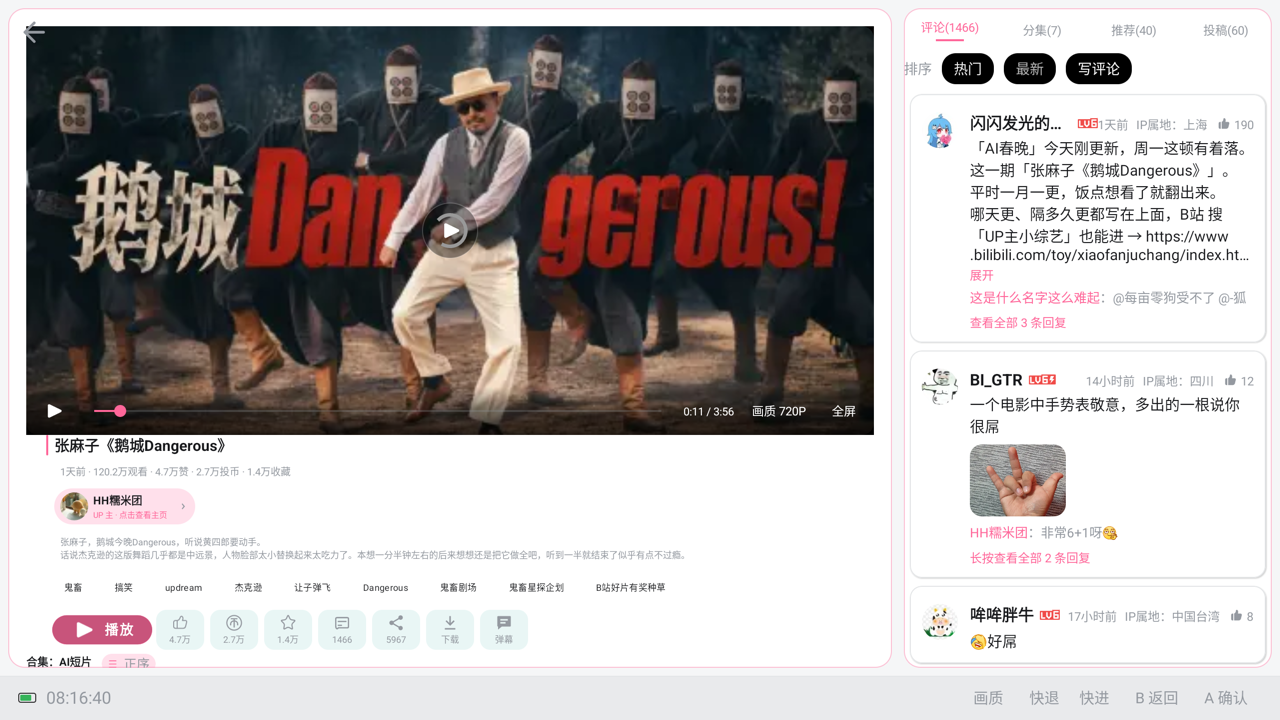 鹅城Dangerous!
0:11 / 3:56
画质 720P
全屏
张麻子《鹅城Dangerous》
1天前 · 120.2万观看 · 4.7万赞 · 2.7万投币 · 1.4万收藏
HH糯米团
UP 主 · 点击查看主页
张麻子，鹅城今晚Dangerous，听说黄四郎要动手。
话说杰克逊的这版舞蹈几乎都是中远景，人物脸部太小替换起来太吃力了。本想一分半钟左右的后来想想还是把它做全吧，听到一半就结束了似乎有点不过瘾。
鬼畜 搞笑 updream 杰克逊 让子弹飞 Dangerous 鬼畜剧场 鬼畜星探企划 B站好片有奖种草
播放
4.7万
2.7万
1.4万
1466
5967
下载
弹幕
合集：AI短片
正序
评论(1466)
分集(7)
推荐(40)
投稿(60)
排序
热门
最新
写评论
闪闪发光的... LV6 1天前 IP属地：上海 190
「AI春晚」今天刚更新，周一这顿有着落。
这一期「张麻子《鹅城Dangerous》」。
平时一月一更，饭点想看了就翻出来。
哪天更、隔多久更都写在上面，B站 搜
「UP主小综艺」也能进 → https://www
.bilibili.com/toy/xiaofanjuchang/index.ht...
展开
这是什么名字这么难起：@每亩零狗受不了 @-狐
查看全部 3 条回复
BI_GTR LV6 14小时前 IP属地：四川 12
一个电影中手势表敬意，多出的一根说你
很屌
HH糯米团：非常6+1呀
长按查看全部 2 条回复
哞哞胖牛 LV6 17小时前 IP属地：中国台湾 8
好屌
08:16:40
画质
快退
快进
B 返回
A 确认